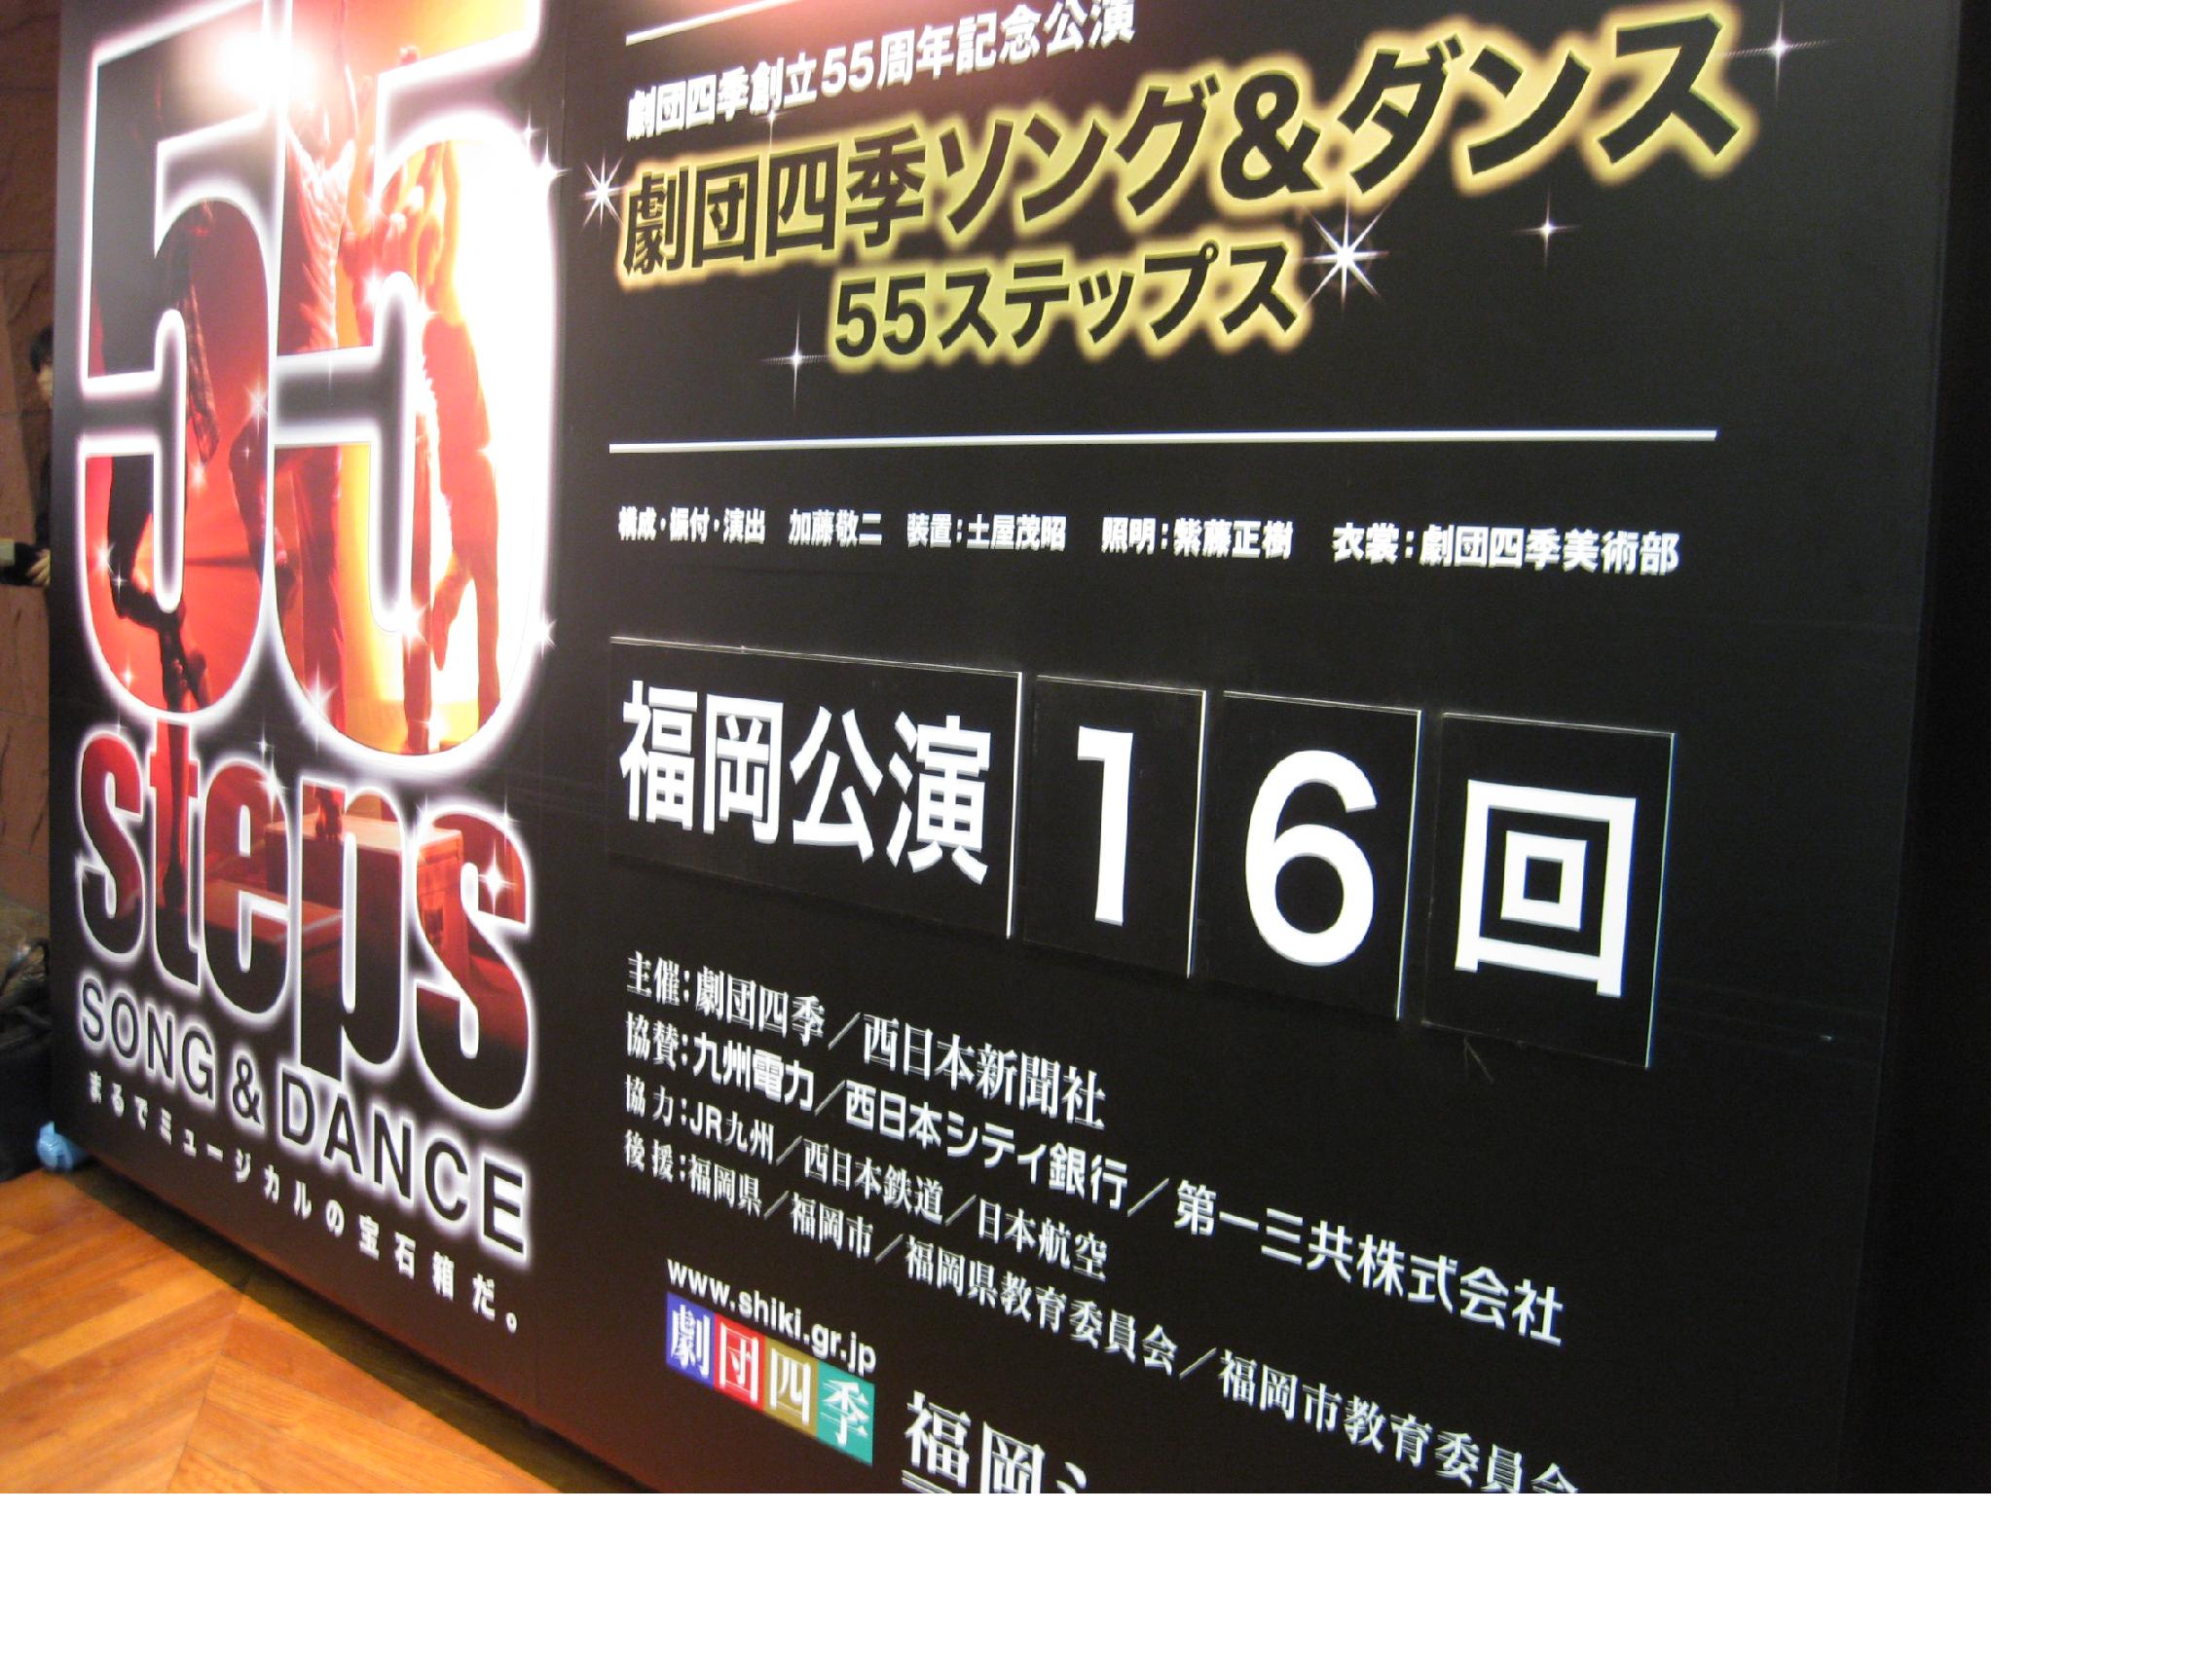 55
steps
SONG & DANCE
まるでミュージカルの宝石箱だ。
劇団四季創立55周年記念公演
劇団四季ソング&ダンス
55ステップス
構成・振付・演出 加藤敬二 装置:土屋茂昭 照明:紫藤正樹 衣裳:劇団四季美術部
福岡公演 16回
主催:劇団四季/西日本新聞社
協賛:九州電力/西日本シティ銀行/第一三共株式会社
協力:JR九州/西日本鉄道/日本航空
後援:福岡県/福岡市/福岡県教育委員会/福岡市教育委員会
www.shiki.gr.jp
劇団四季
福岡シ